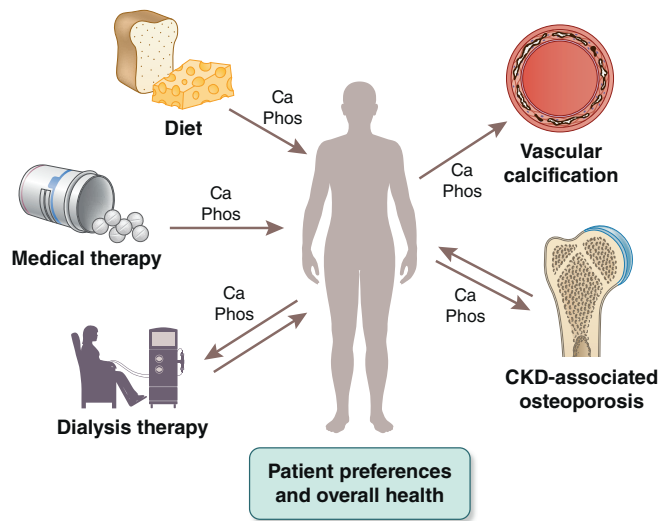 Ca
Phos
Diet
Vascular
calcification
Ca
Phos
Ca
Phos
Medical therapy
Ca
Phos
Ca
Phos
CKD-associated
osteoporosis
Dialysis therapy
Patient preferences
and overall health